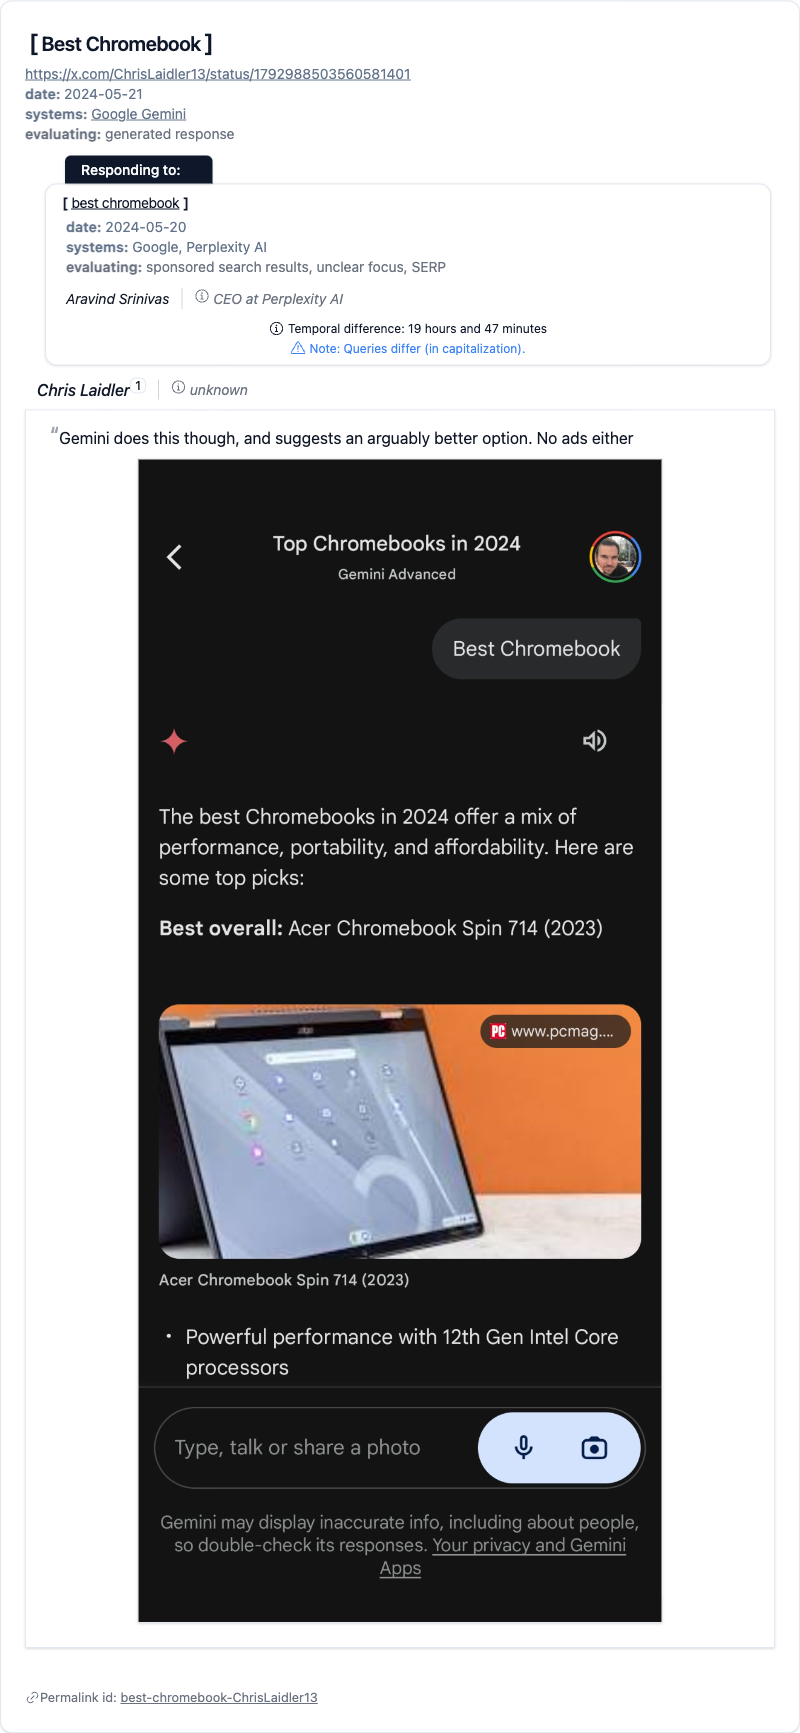 [ Best Chromebook ]
https://x.com/ChrisLaidler13/status/1792988503560581401
date: 2024-05-21
systems: Google Gemini
evaluating: generated response
Responding to:
[ best chromebook ]
date: 2024-05-20
systems: Google, Perplexity AI
evaluating: sponsored search results, unclear focus, SERP
Aravind Srinivas CEO at Perplexity AI
Temporal difference: 19 hours and 47 minutes
Note: Queries differ (in capitalization).
Chris Laidler 1 unknown
“Gemini does this though, and suggests an arguably better option. No ads either
Top Chromebooks in 2024
Gemini Advanced
Best Chromebook
The best Chromebooks in 2024 offer a mix of
performance, portability, and affordability. Here are
some top picks:
Best overall: Acer Chromebook Spin 714 (2023)
PC www.pcmag....
Acer Chromebook Spin 714 (2023)
• Powerful performance with 12th Gen Intel Core
processors
Type, talk or share a photo
Gemini may display inaccurate info, including about people,
so double-check its responses. Your privacy and Gemini
Apps
Permalink id: best-chromebook-ChrisLaidler13